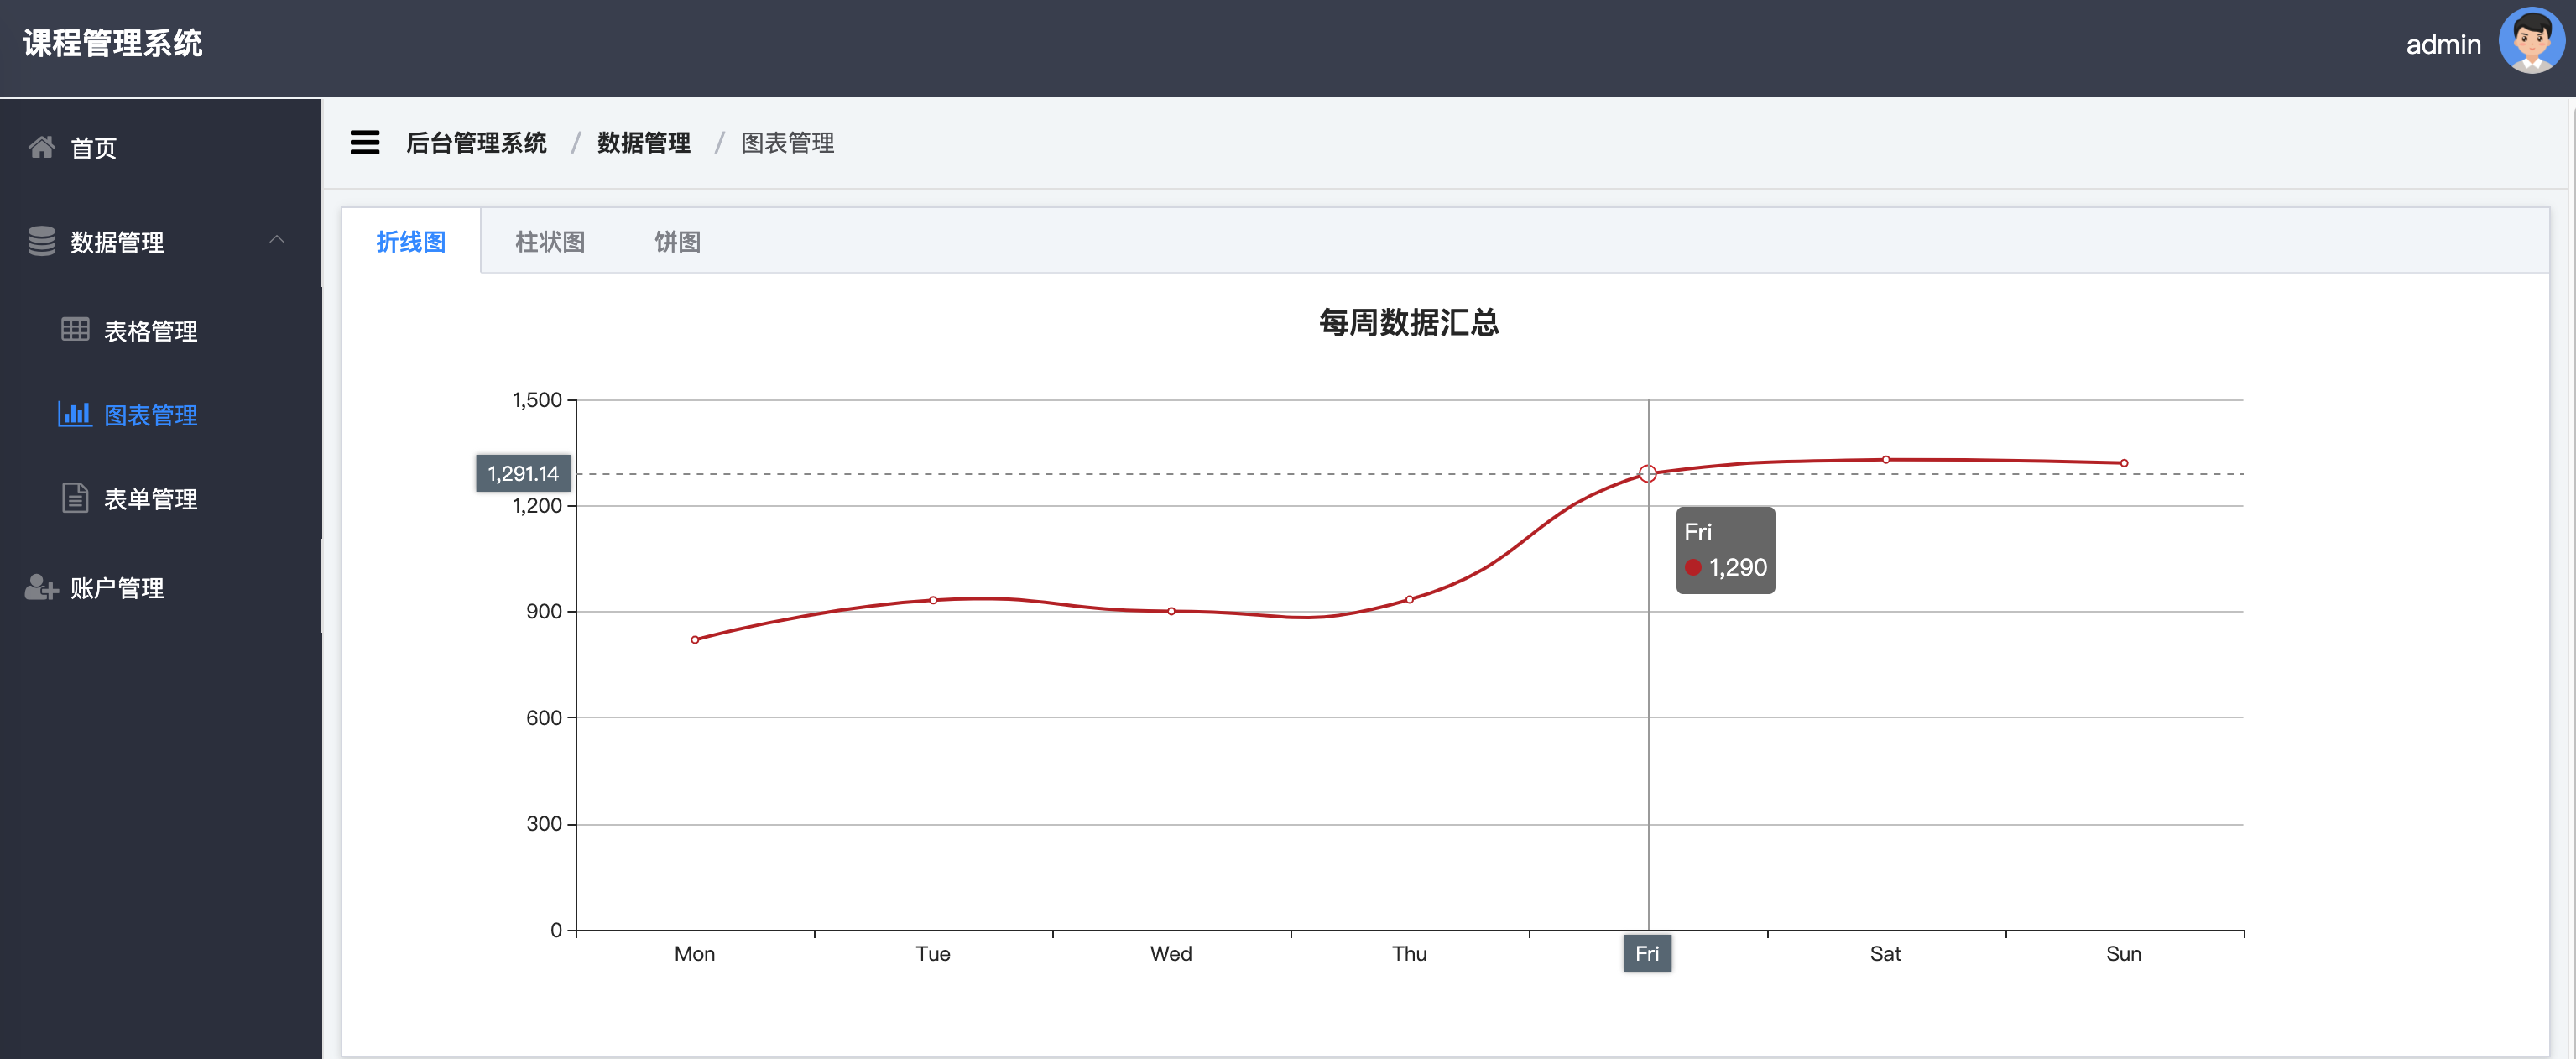 课程管理系统
admin
首页
数据管理
表格管理
图表管理
表单管理
账户管理
后台管理系统 / 数据管理 / 图表管理
折线图 柱状图 饼图
每周数据汇总
1,500
1,291.14
1,200
900
600
300
0
Fri
1,290
Mon Tue Wed Thu Fri Sat Sun